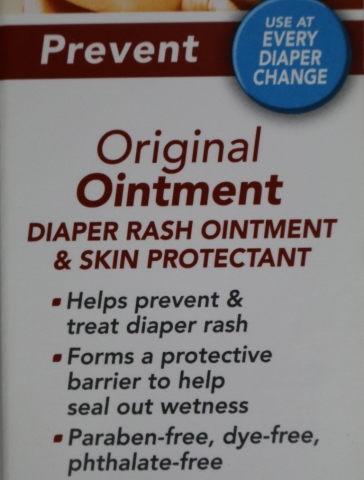 Prevent
USE AT
EVERY
DIAPER
CHANGE
Original
Ointment
DIAPER RASH OINTMENT
& SKIN PROTECTANT
▪ Helps prevent &
treat diaper rash
▪ Forms a protective
barrier to help
seal out wetness
▪ Paraben-free, dye-free,
phthalate-free